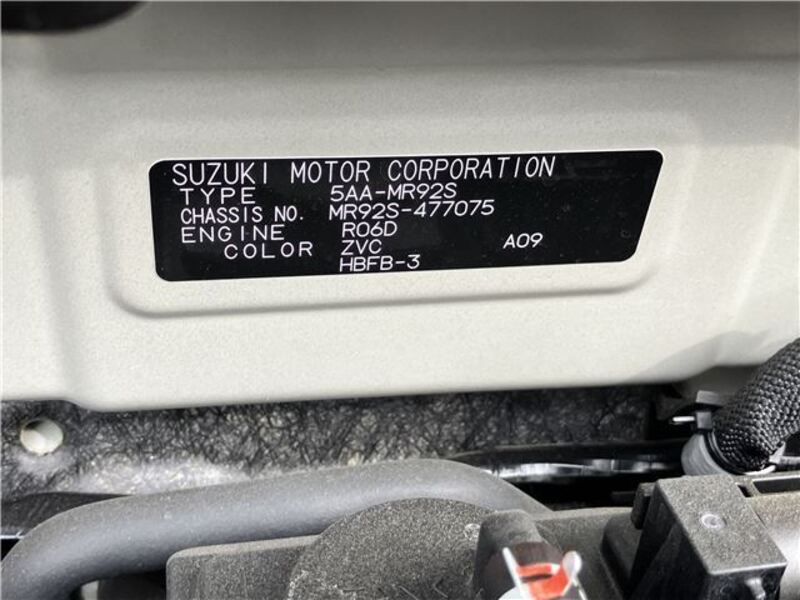 SUZUKI MOTOR CORPORATION
TYPE 5AA-MR92S
CHASSIS NO. MR92S-477075
ENGINE R06D
COLOR ZVC A09
HBFB-3